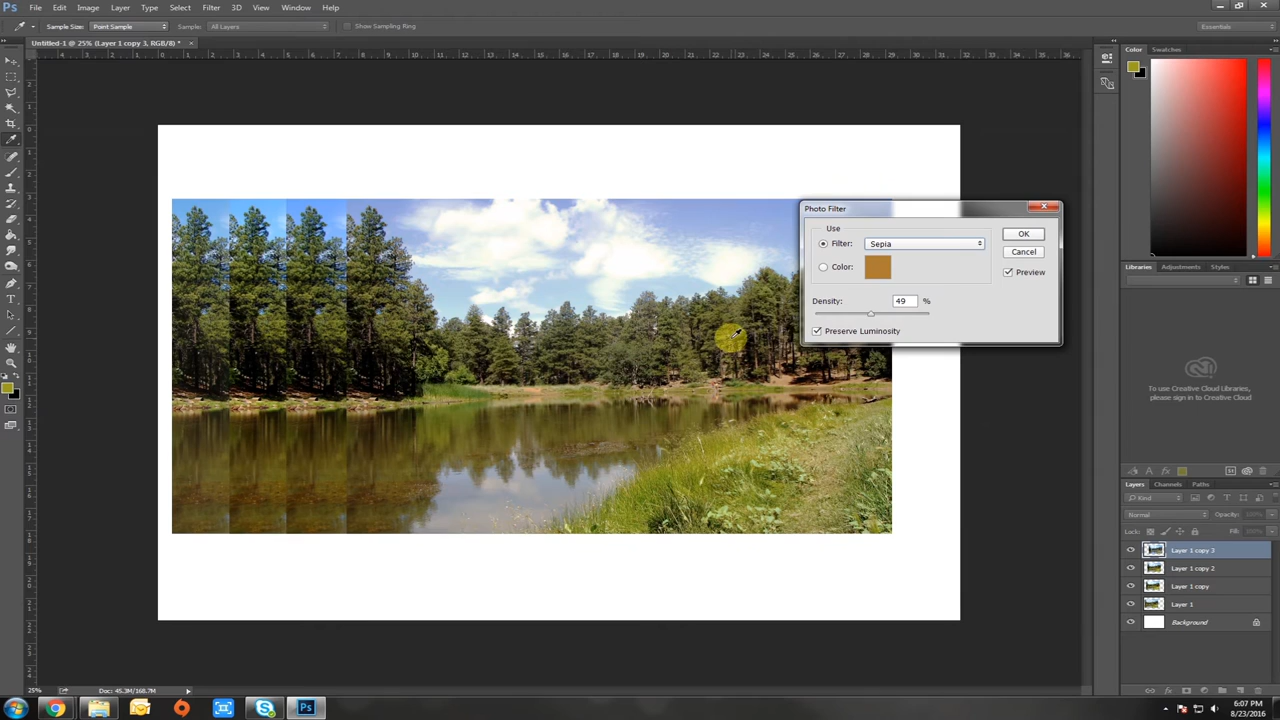 Ps File Edit Image Layer Type Select Filter 3D View Window Help
Sample Size: Point Sample Sample: All Layers Show Sampling Ring Essentials
Untitled-1 @ 25% (Layer 1 copy 3, RGB/8) * ×
Color Swatches
Photo Filter
Use
Filter: Sepia
OK
Color:
Cancel
Preview
Density: 49 %
Preserve Luminosity
Libraries Adjustments Styles
To use Creative Cloud Libraries,
please sign in to Creative Cloud
Layers Channels Paths
Kind
Normal Opacity: 100%
Lock: Fill: 100%
Layer 1 copy 3
Layer 1 copy 2
Layer 1 copy
Layer 1
Background
25% Doc: 45.3M/168.7M
6:07 PM
8/23/2016